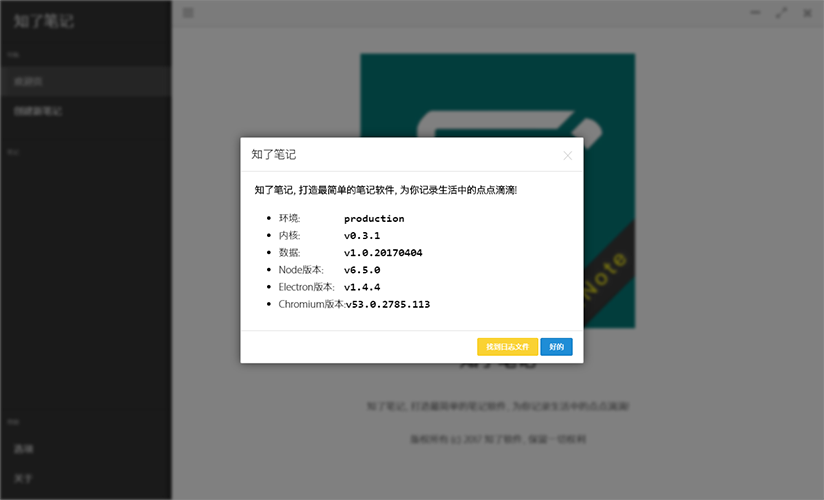 知了笔记
创建新笔记
知了笔记
知了笔记, 打造最简单的笔记软件, 为你记录生活中的点点滴滴!
环境: production
内核: v0.3.1
数据: v1.0.20170404
Node版本: v6.5.0
Electron版本: v1.4.4
Chromium版本:v53.0.2785.113
找到日志文件 好的
Note
知了笔记
知了笔记, 打造最简单的笔记软件, 为你记录生活中的点点滴滴!
版权所有 (c) 2017 知了软件, 保留一切权利
选项
关于